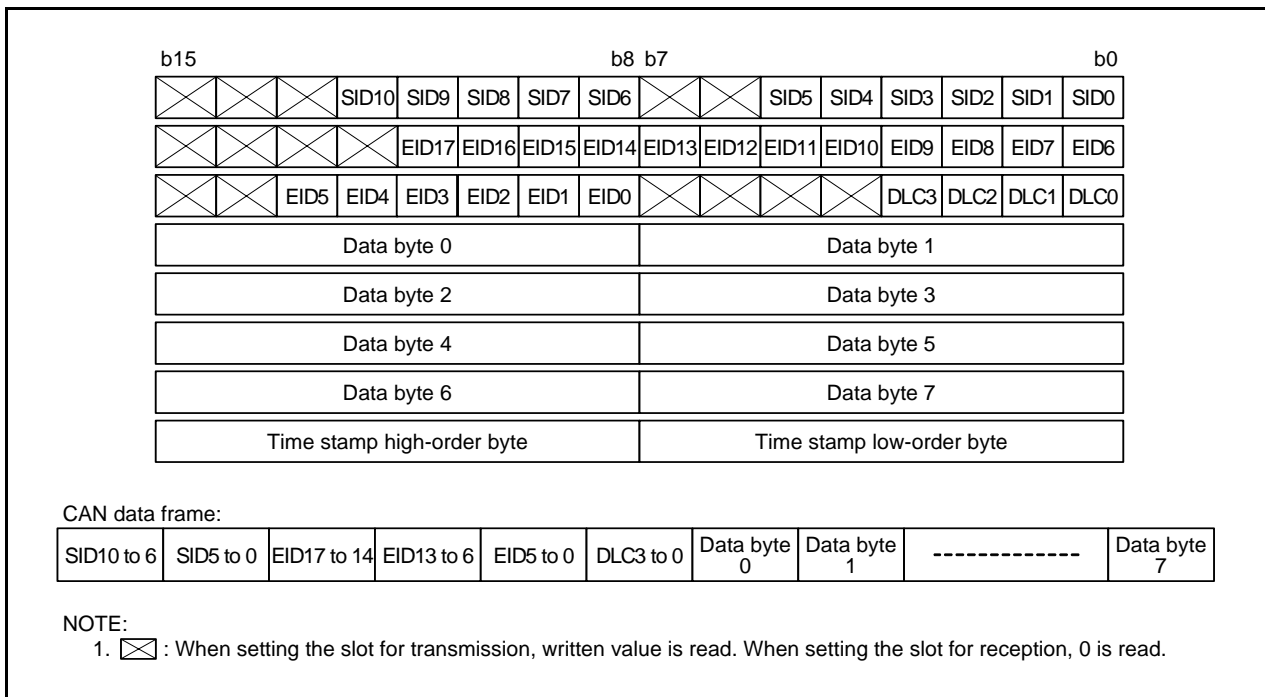 b15 b8 b7 b0
SID10 SID9 SID8 SID7 SID6 SID5 SID4 SID3 SID2 SID1 SID0
EID17 EID16 EID15 EID14 EID13 EID12 EID11 EID10 EID9 EID8 EID7 EID6
EID5 EID4 EID3 EID2 EID1 EID0 DLC3 DLC2 DLC1 DLC0
Data byte 0 Data byte 1
Data byte 2 Data byte 3
Data byte 4 Data byte 5
Data byte 6 Data byte 7
Time stamp high-order byte Time stamp low-order byte
CAN data frame:
SID10 to 6 SID5 to 0 EID17 to 14 EID13 to 6 EID5 to 0 DLC3 to 0 Data byte 0 Data byte 1 ------------- Data byte 7
NOTE:
1. : When setting the slot for transmission, written value is read. When setting the slot for reception, 0 is read.